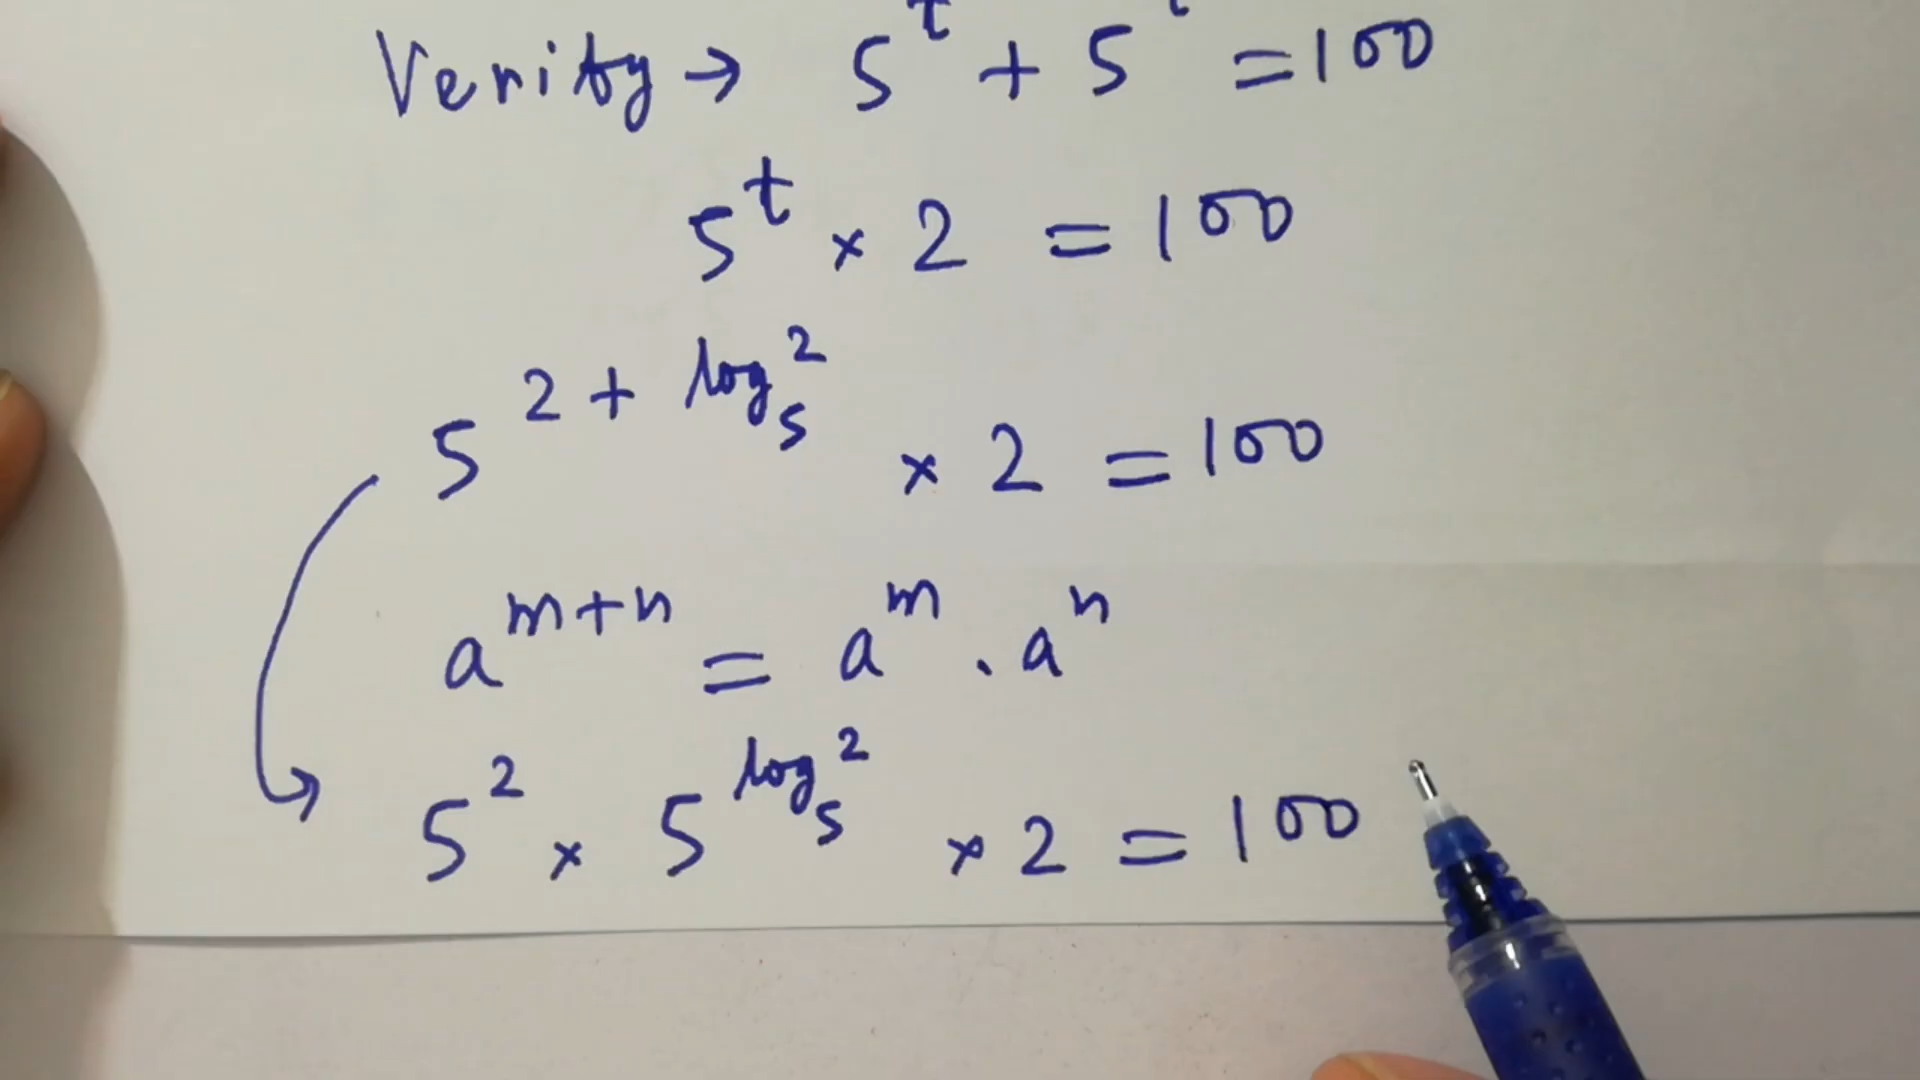 Verify → 5^t + 5^t = 100
5^t × 2 = 100
5^(2 + log_5^2) × 2 = 100
a^(m+n) = a^m . a^n
5^2 × 5^(log_5^2) × 2 = 100